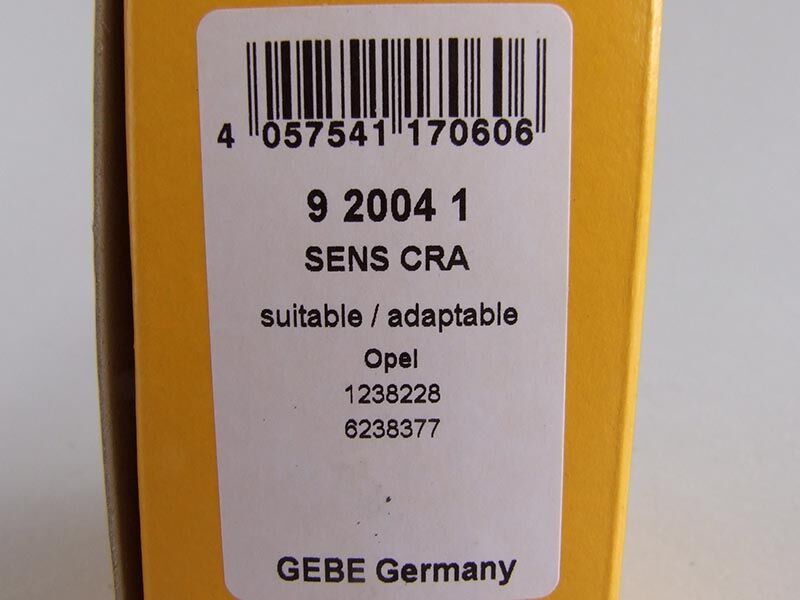 4 057541 170606
9 2004 1
SENS CRA
suitable / adaptable
Opel
1238228
6238377
GEBE Germany